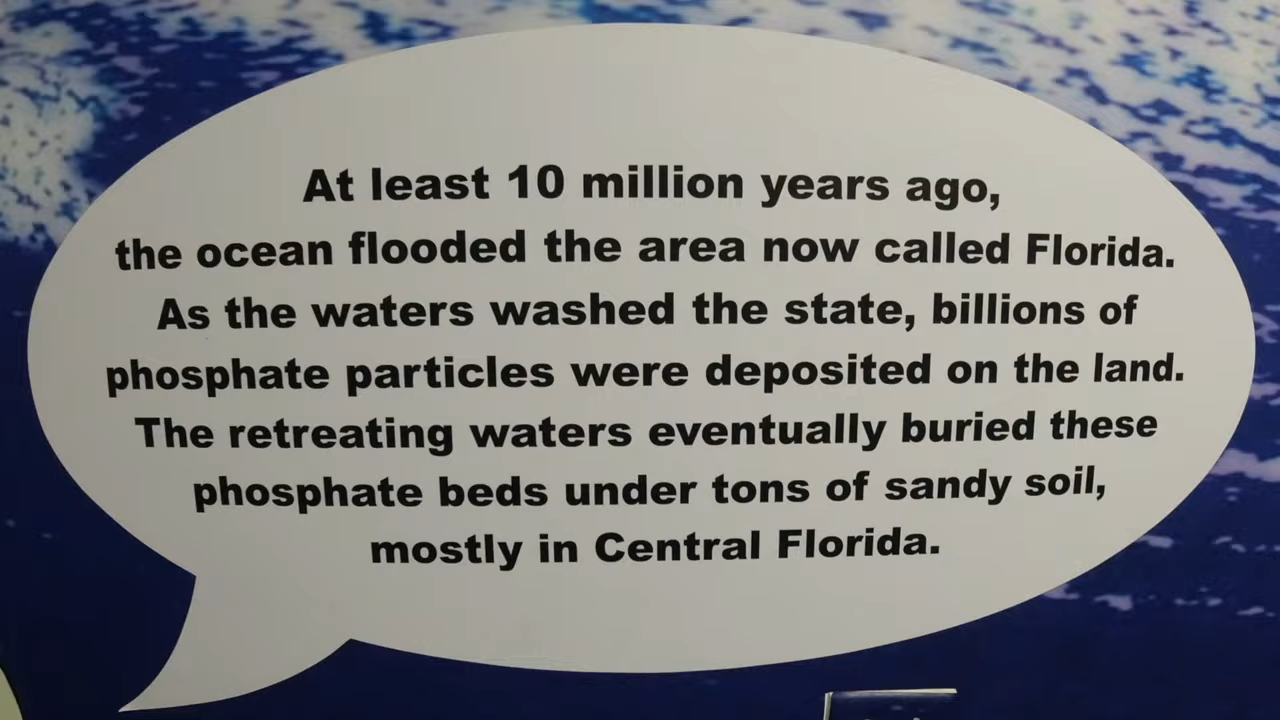 At least 10 million years ago,
the ocean flooded the area now called Florida.
As the waters washed the state, billions of
phosphate particles were deposited on the land.
The retreating waters eventually buried these
phosphate beds under tons of sandy soil,
mostly in Central Florida.